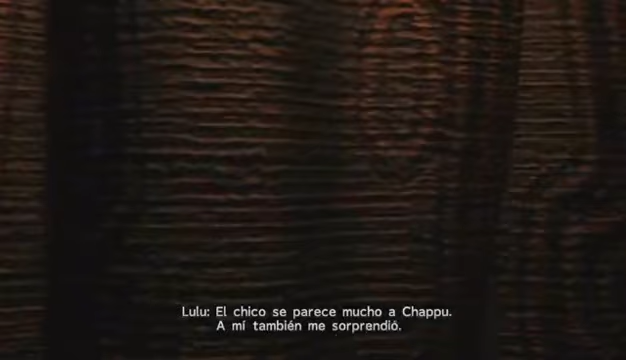 Lulu: El chico se parece mucho a Chappu.
A mí también me sorprendió.